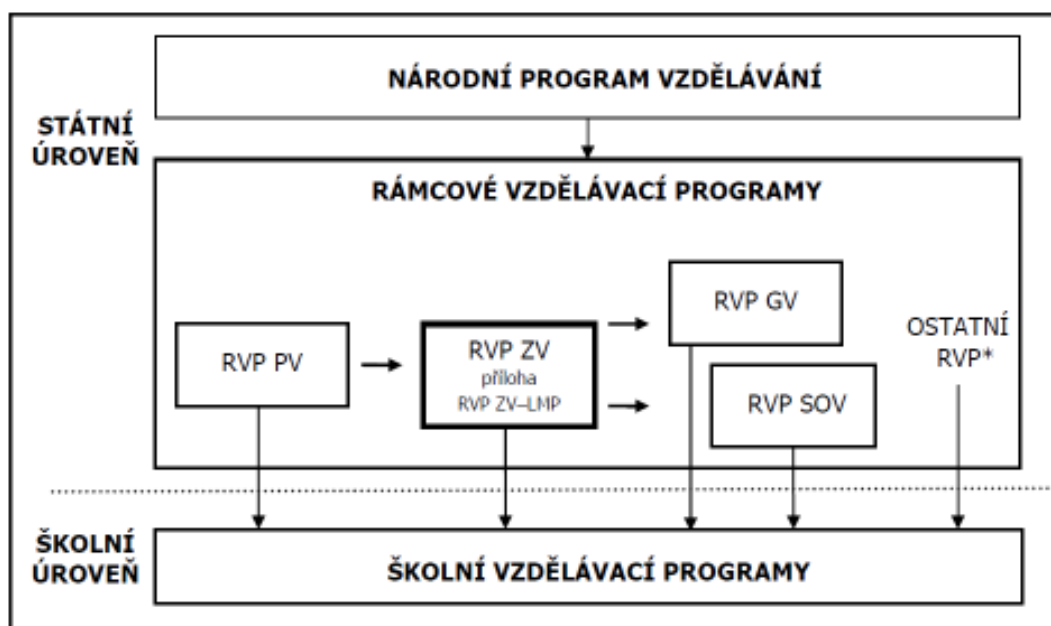 NÁRODNÍ PROGRAM VZDĚLÁVÁNÍ
STÁTNÍ
ÚROVEŇ
RÁMCOVÉ VZDĚLÁVACÍ PROGRAMY
RVP PV
RVP ZV
příloha
RVP ZV–LMP
RVP GV
RVP SOV
OSTATNÍ
RVP*
ŠKOLNÍ
ÚROVEŇ
ŠKOLNÍ VZDĚLÁVACÍ PROGRAMY